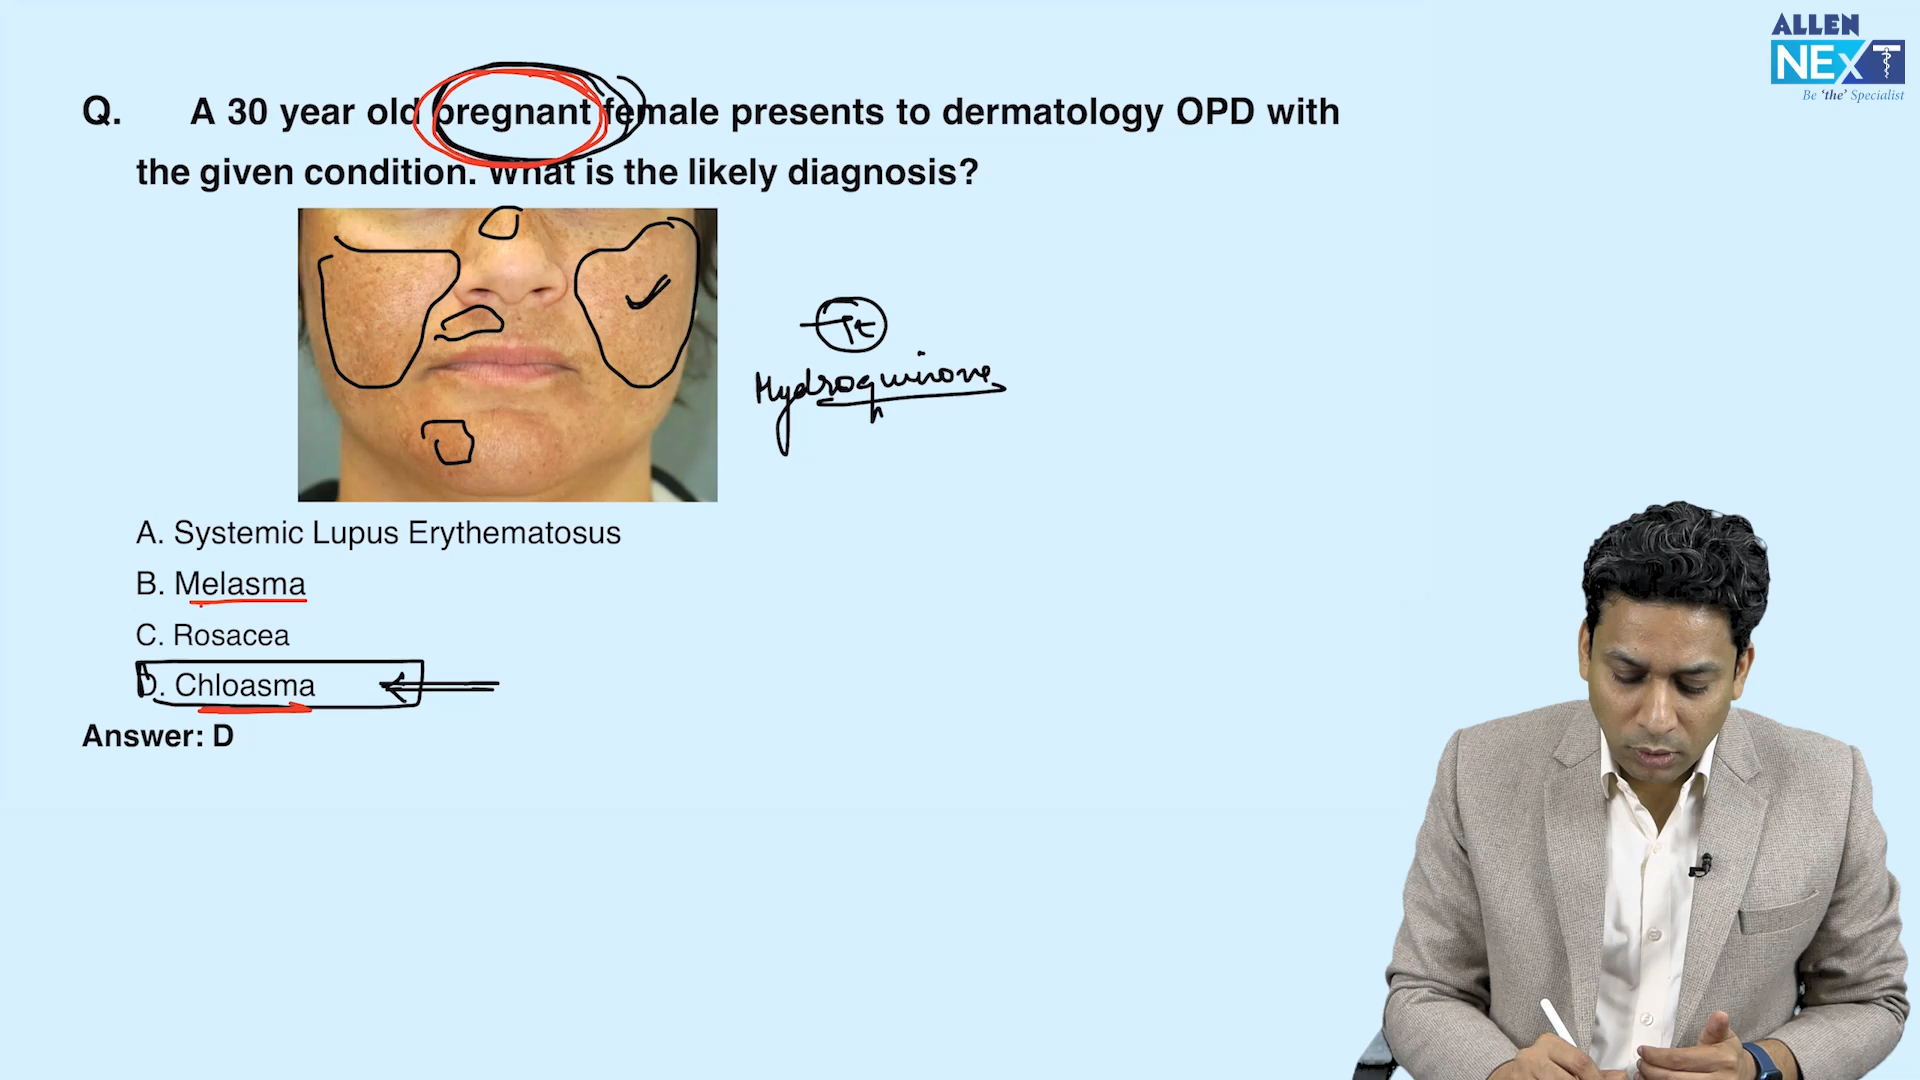 ALLEN
NEXT
Be 'the' Specialist
Q. A 30 year old pregnant female presents to dermatology OPD with
the given condition. What is the likely diagnosis?
Hydroquinone
A. Systemic Lupus Erythematosus
B. Melasma
C. Rosacea
D. Chloasma
Answer: D